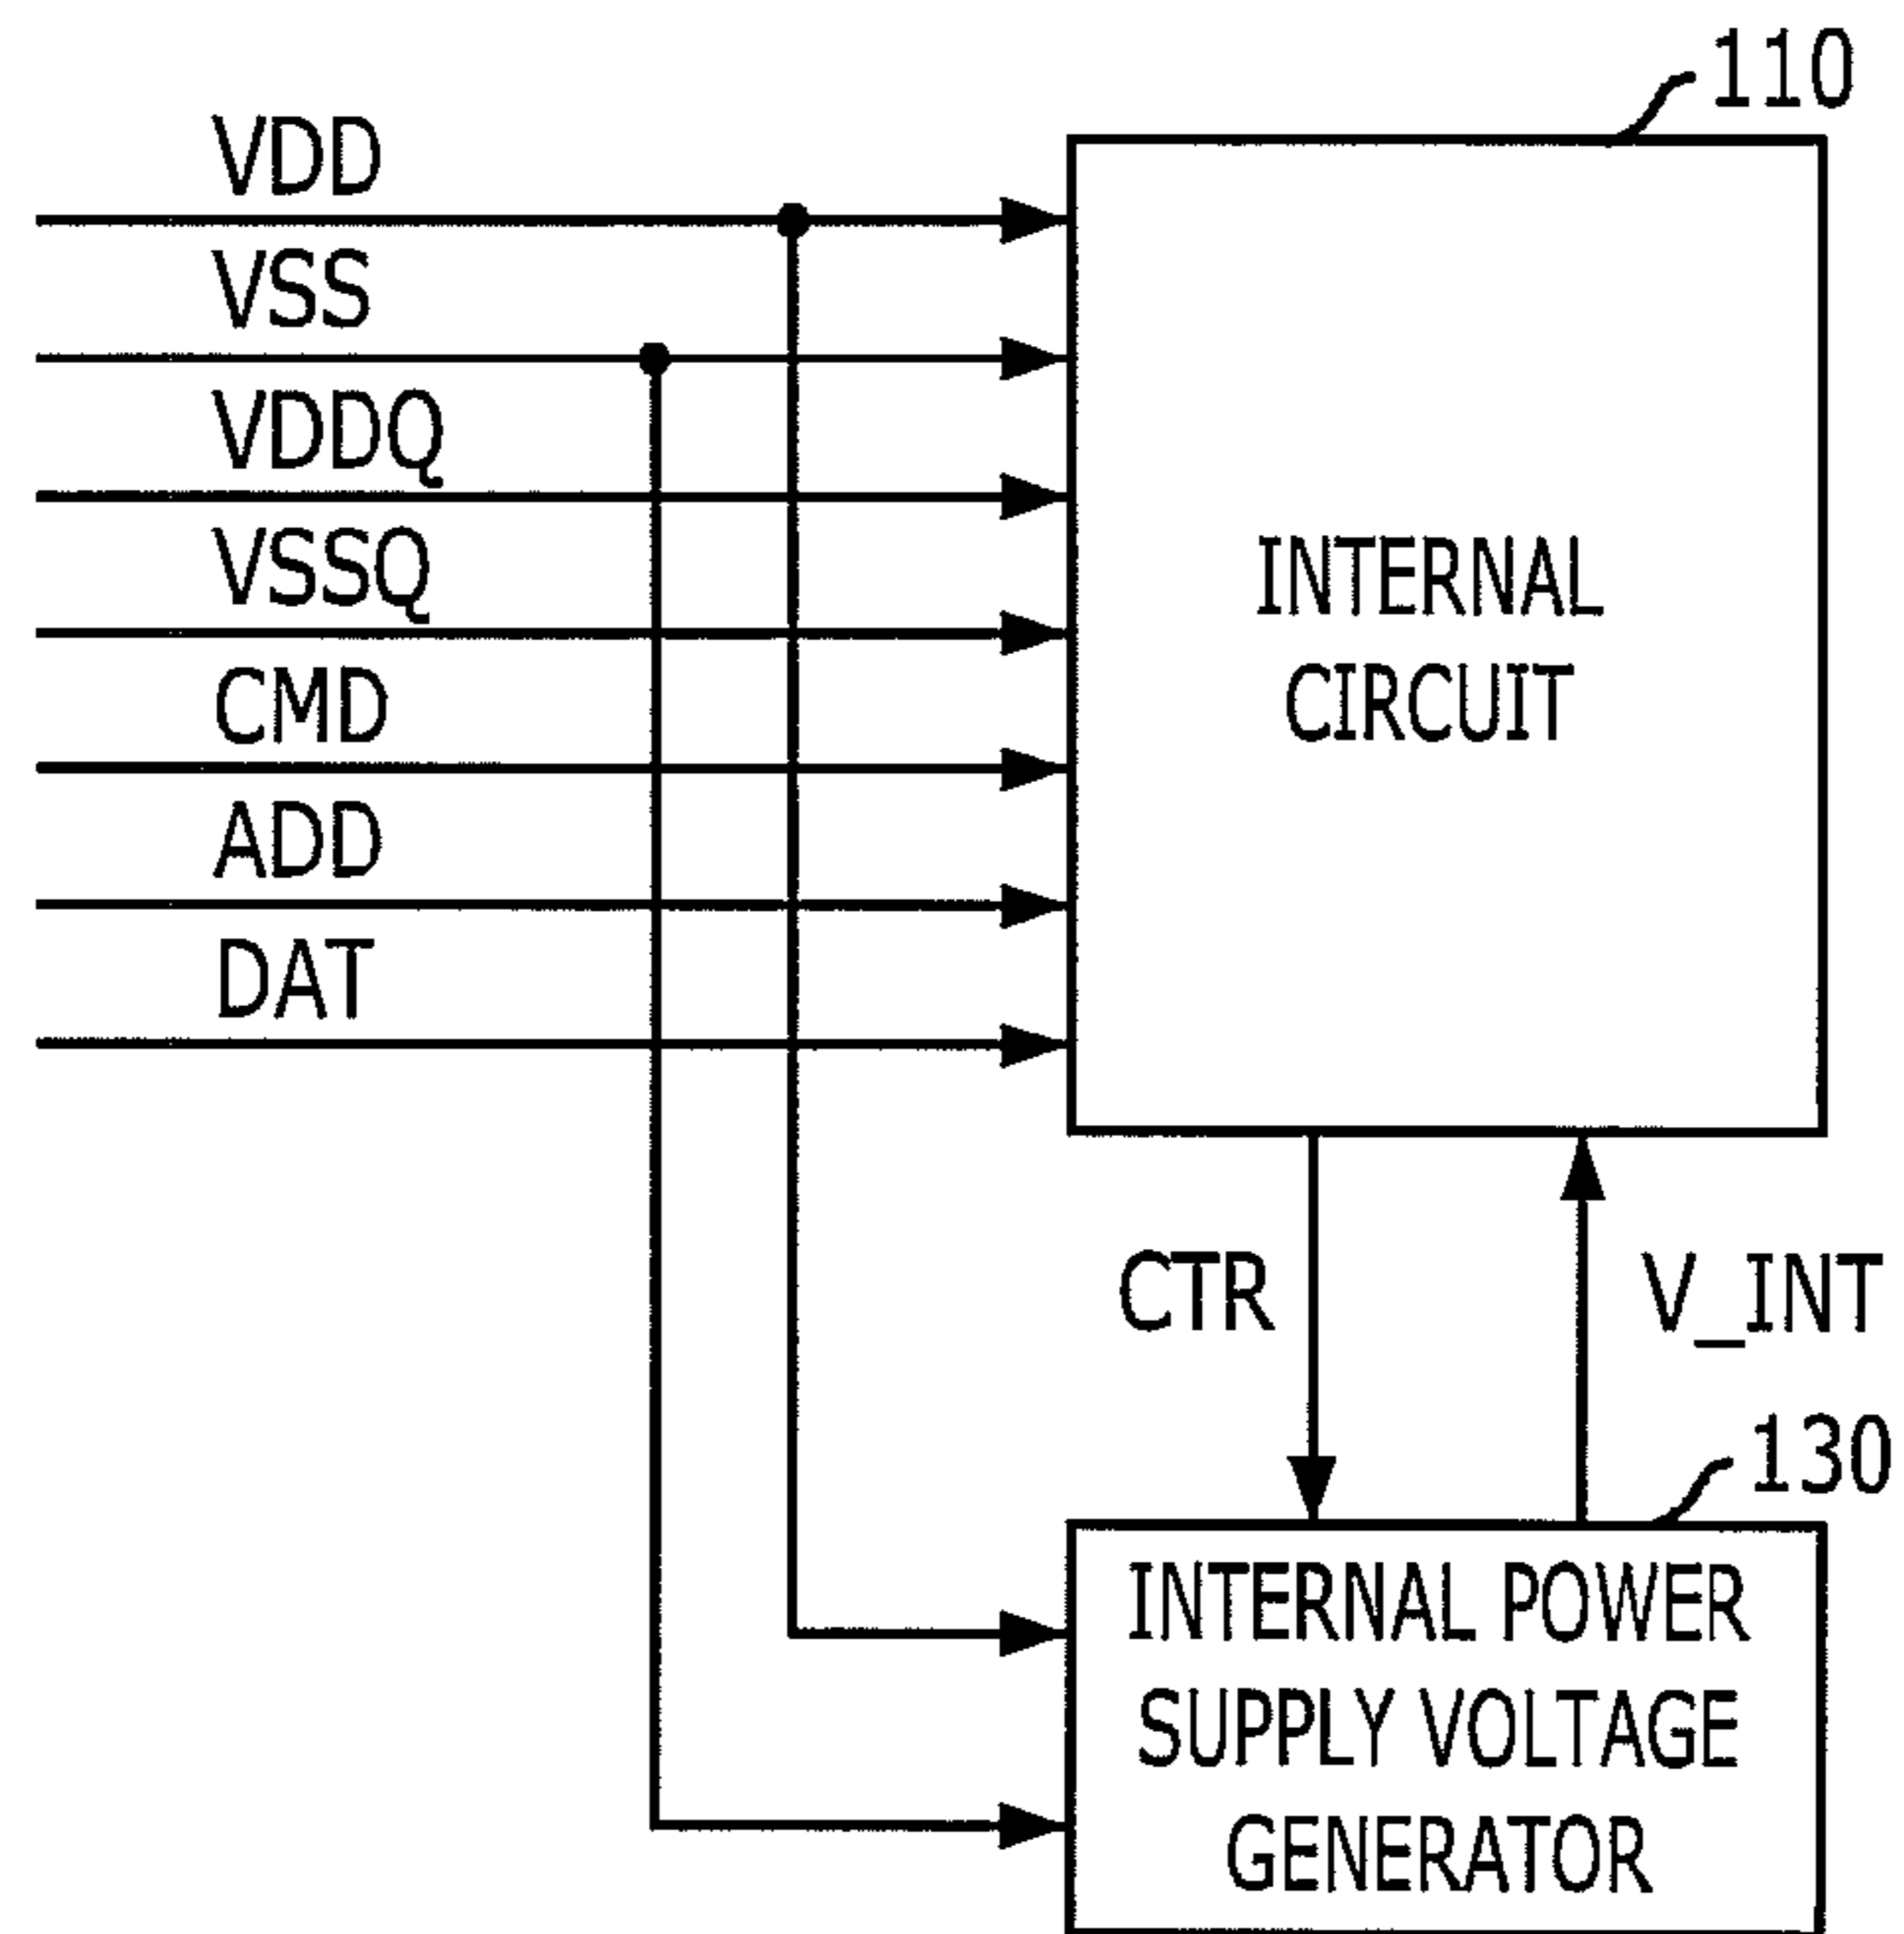 110
VDD
VSS
VDDQ
VSSQ
CMD
ADD
DAT
INTERNAL
CIRCUIT
CTR
V_INT
130
INTERNAL POWER
SUPPLY VOLTAGE
GENERATOR